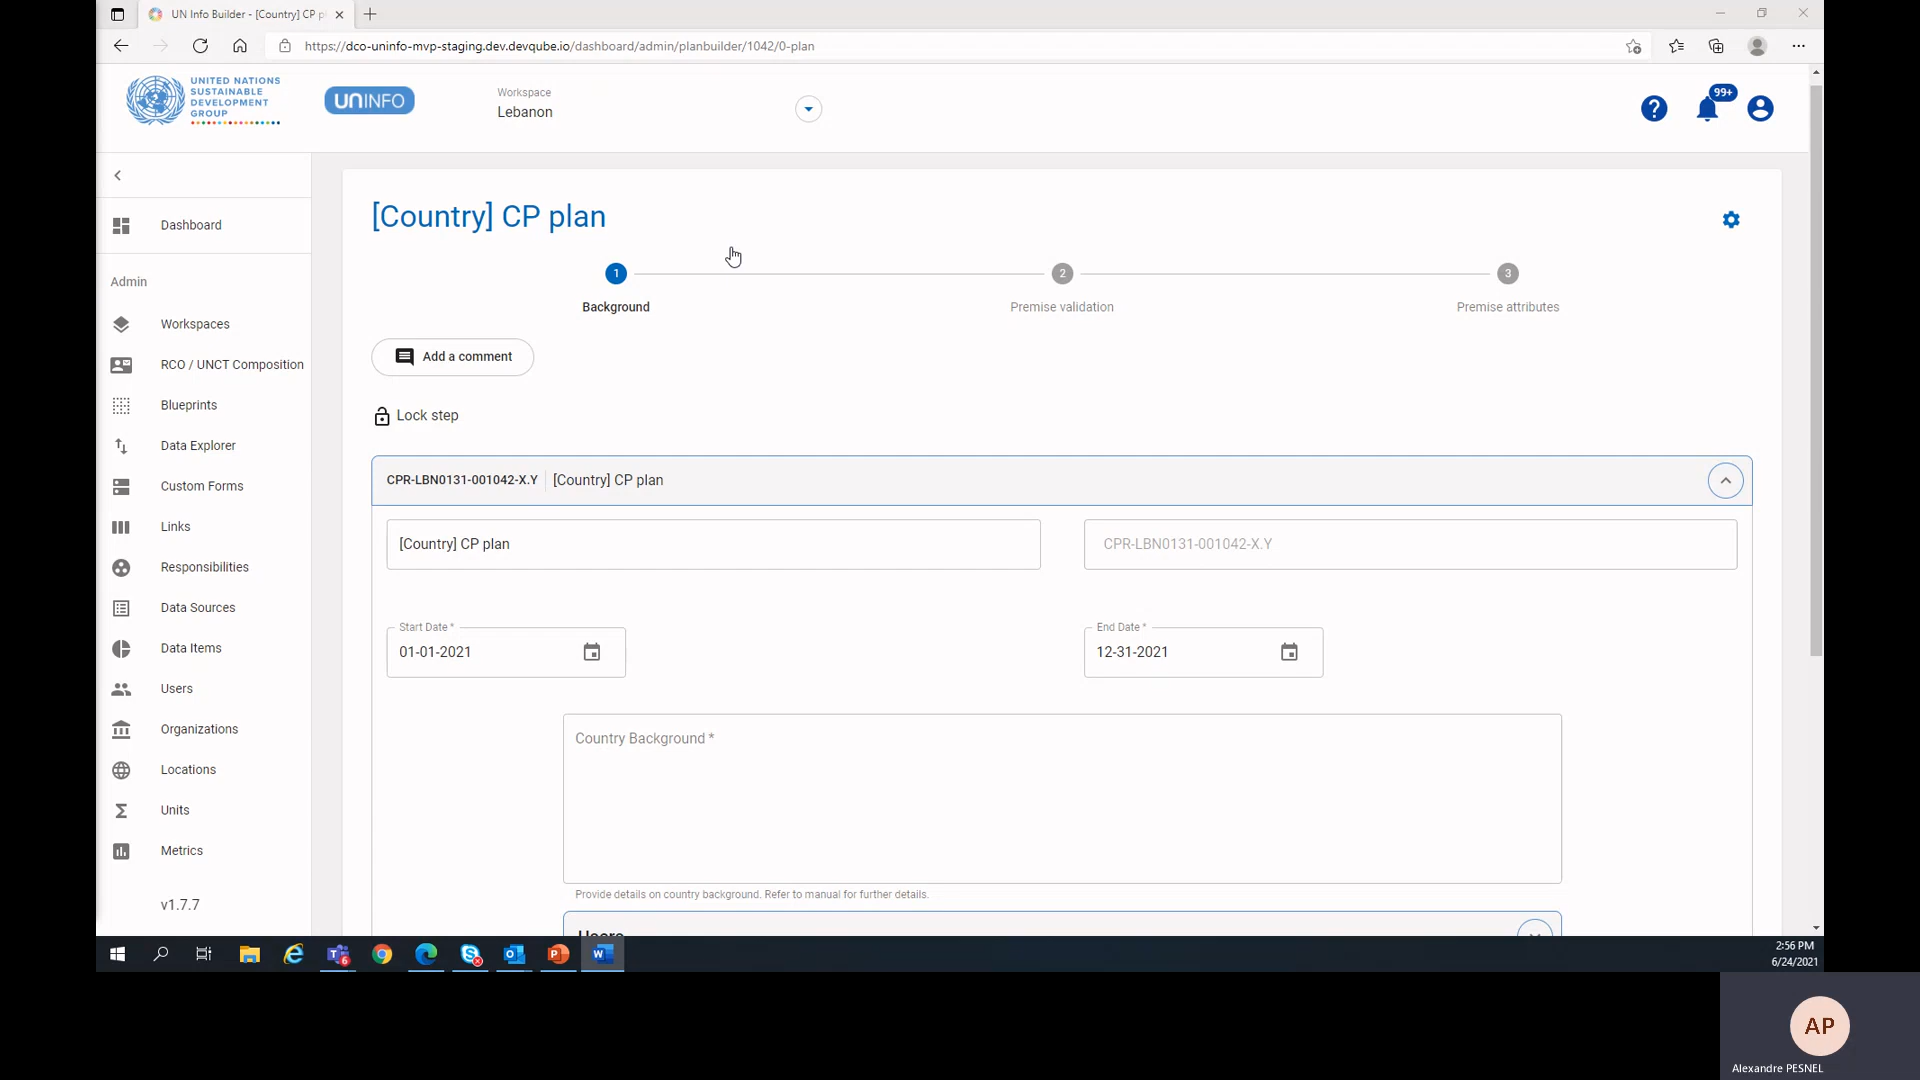 UN Info Builder - [Country] CP p
https://dco-uninfo-mvp-staging.dev.devqube.io/dashboard/admin/planbuilder/1042/0-plan
UNITED NATIONS
SUSTAINABLE
DEVELOPMENT
GROUP
UNINFO
Workspace
Lebanon
?
99+
Dashboard
Admin
Workspaces
RCO / UNCT Composition
Blueprints
Data Explorer
Custom Forms
Links
Responsibilities
Data Sources
Data Items
Users
Organizations
Locations
Units
Metrics
v1.7.7
[Country] CP plan
1
2
3
Background
Premise validation
Premise attributes
Add a comment
Lock step
CPR-LBN0131-001042-X.Y [Country] CP plan
[Country] CP plan
CPR-LBN0131-001042-X.Y
Start Date *
01-01-2021
End Date *
12-31-2021
Country Background *
Provide details on country background. Refer to manual for further details.
Users
2:56 PM
6/24/2021
AP
Alexandre PESNEL